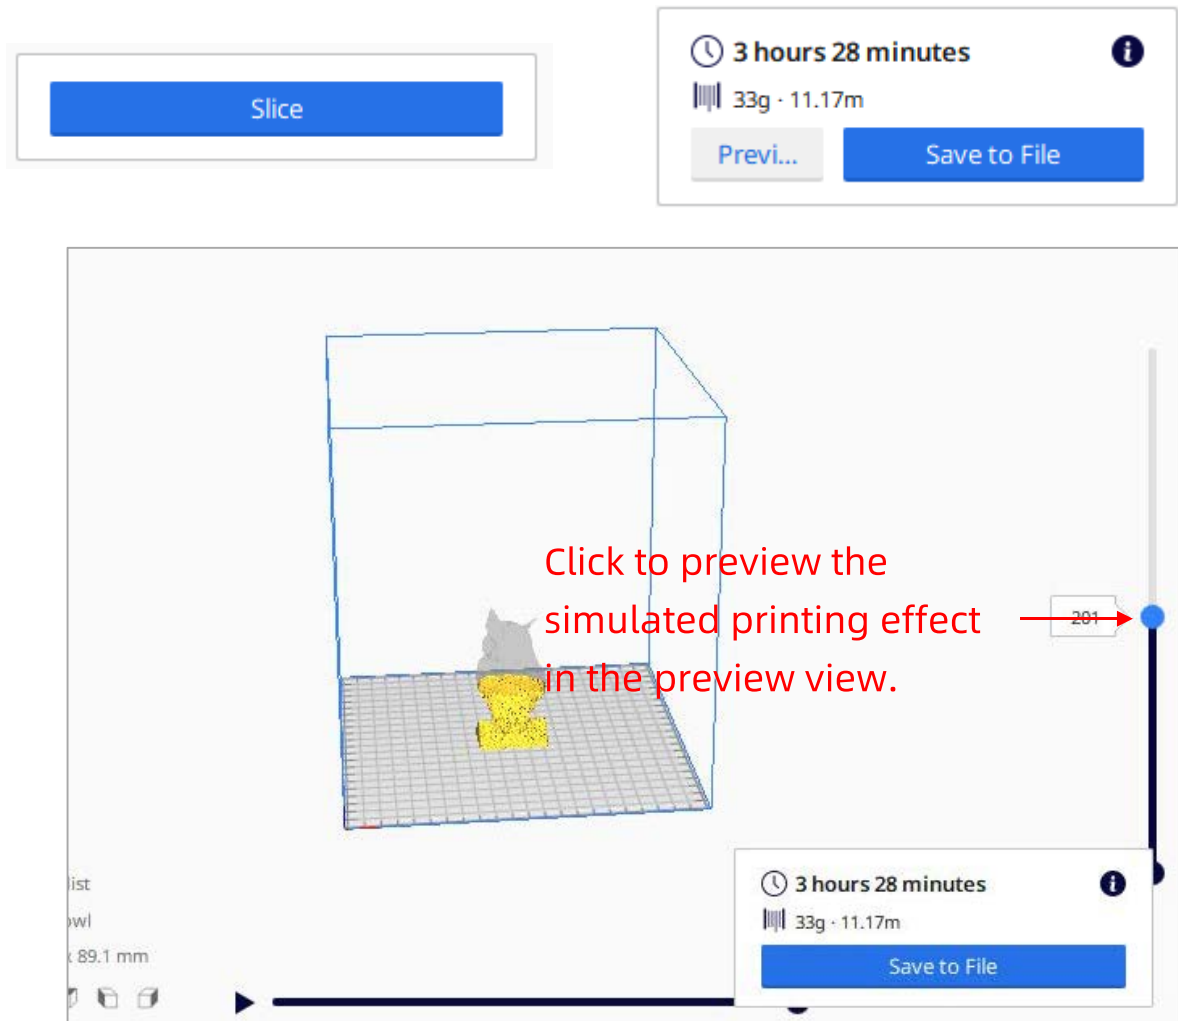 Slice
3 hours 28 minutes
33g · 11.17m
Previ...
Save to File
Click to preview the
simulated printing effect
in the preview view.
201
3 hours 28 minutes
33g · 11.17m
Save to File
list
owl
x 89.1 mm